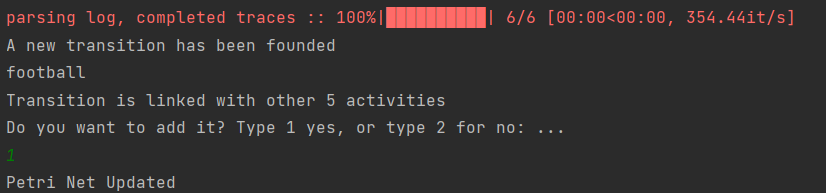 parsing log, completed traces :: 100%|██████████| 6/6 [00:00<00:00, 354.44it/s]
A new transition has been founded
football
Transition is linked with other 5 activities
Do you want to add it? Type 1 yes, or type 2 for no: ...
1
Petri Net Updated